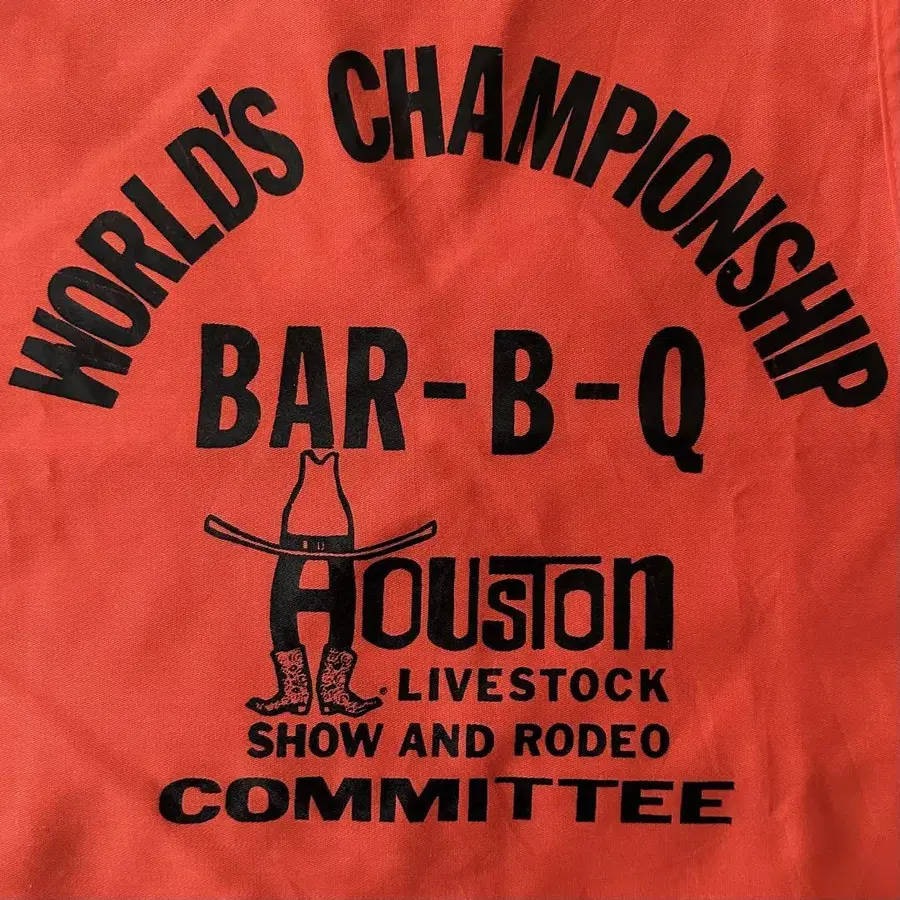 WORLD'S CHAMPIONSHIP
BAR-B-Q
HOUSTON
LIVESTOCK
SHOW AND RODEO
COMMITTEE